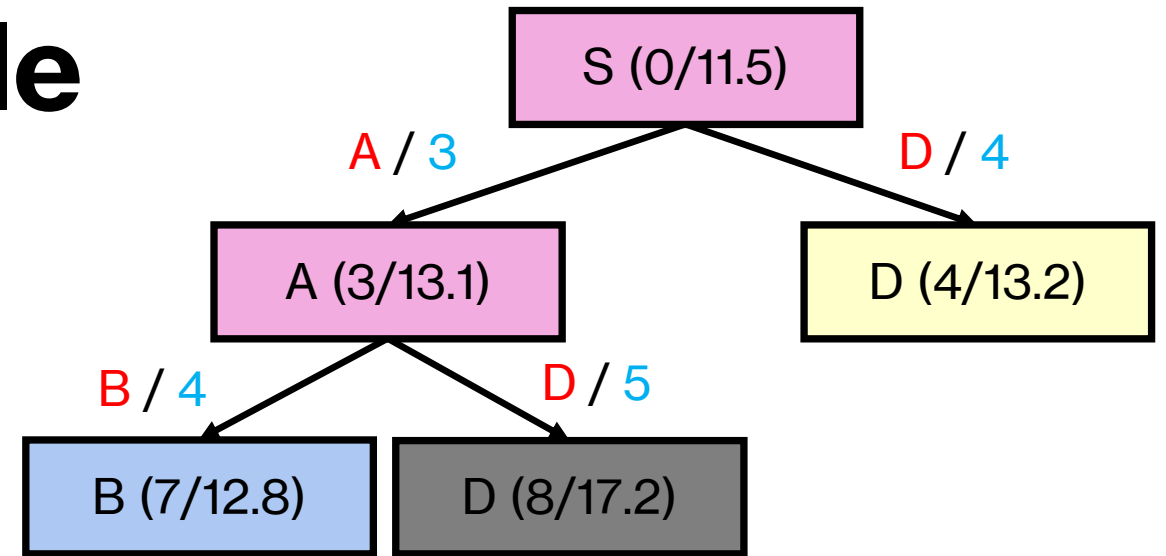 S (0/11.5)
A / 3
D / 4
A (3/13.1)
D (4/13.2)
B / 4
D / 5
B (7/12.8)
D (8/17.2)